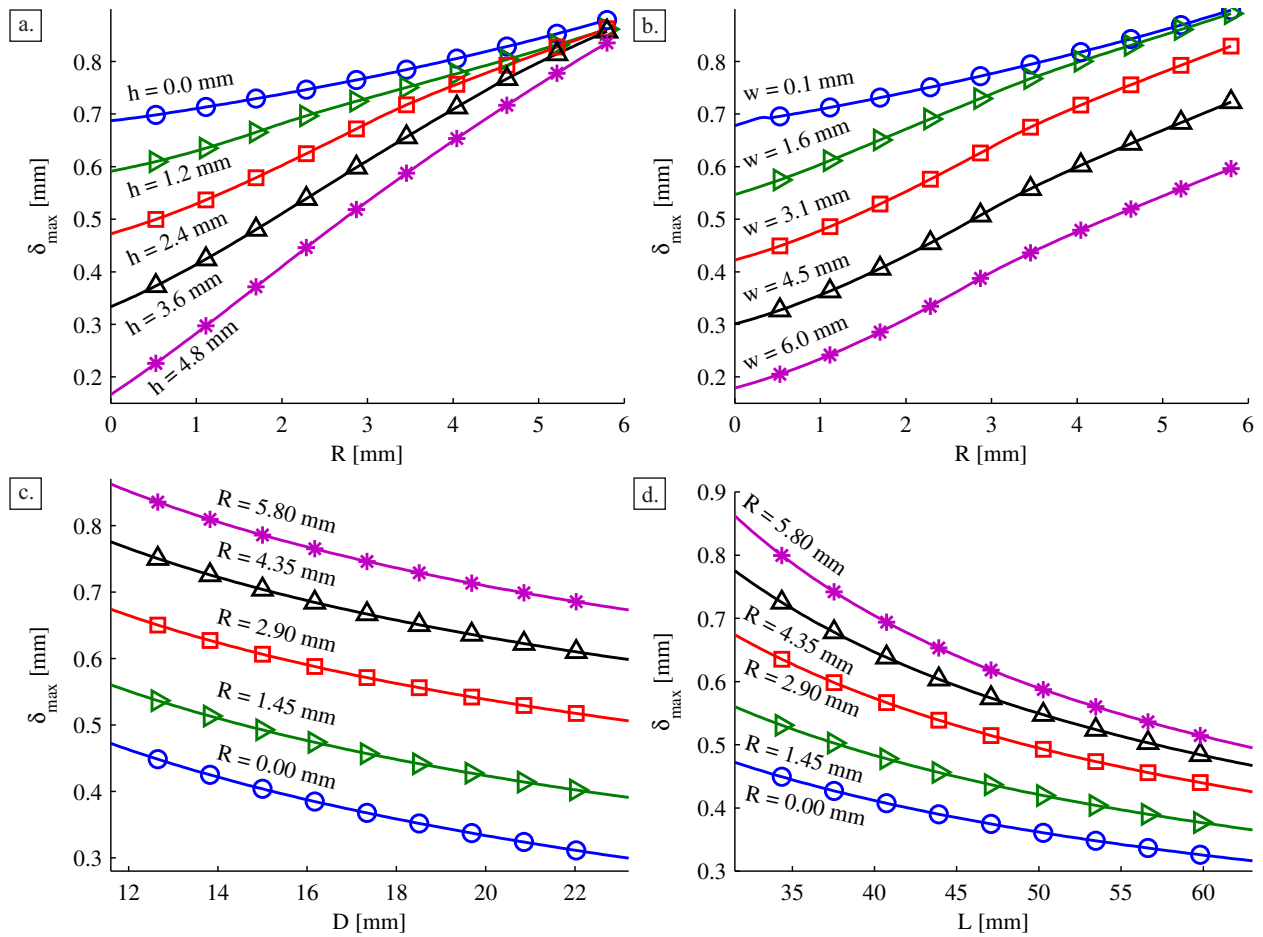 a.
0.8
0.7
0.6
0.5
0.4
0.3
0.2
δmax [mm]
h = 0.0 mm
h = 1.2 mm
h = 2.4 mm
h = 3.6 mm
h = 4.8 mm
0 1 2 3 4 5 6
R [mm]
b.
0.8
0.7
0.6
0.5
0.4
0.3
0.2
δmax [mm]
w = 0.1 mm
w = 1.6 mm
w = 3.1 mm
w = 4.5 mm
w = 6.0 mm
0 1 2 3 4 5 6
R [mm]
c.
0.8
0.7
0.6
0.5
0.4
0.3
δmax [mm]
R = 5.80 mm
R = 4.35 mm
R = 2.90 mm
R = 1.45 mm
R = 0.00 mm
12 14 16 18 20 22
D [mm]
d.
0.9
0.8
0.7
0.6
0.5
0.4
0.3
δmax [mm]
R = 5.80 mm
R = 4.35 mm
R = 2.90 mm
R = 1.45 mm
R = 0.00 mm
35 40 45 50 55 60
L [mm]